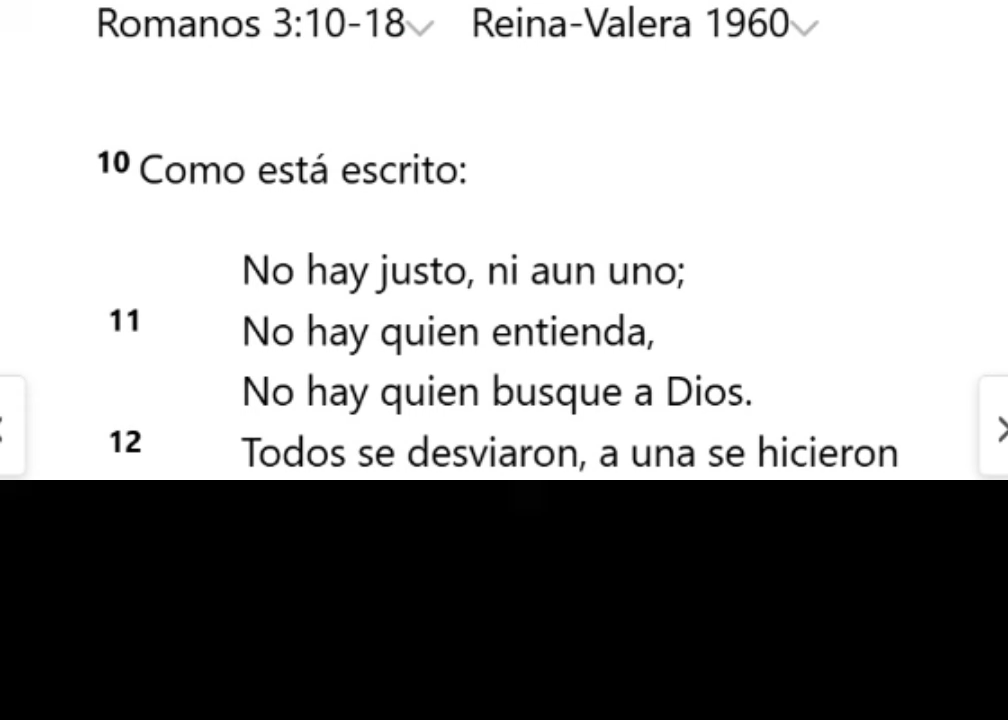 Romanos 3:10-18 Reina-Valera 1960
10 Como está escrito:
No hay justo, ni aun uno;
11 No hay quien entienda,
No hay quien busque a Dios.
12 Todos se desviaron, a una se hicieron